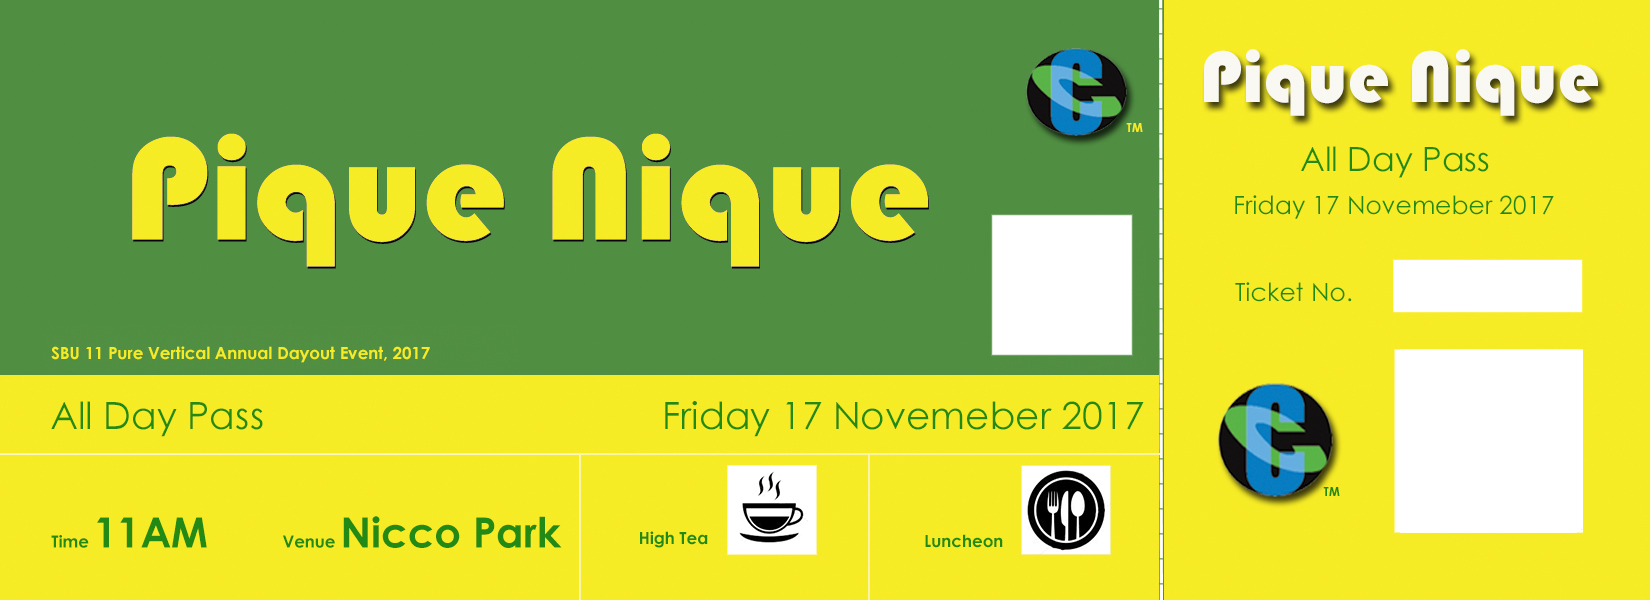 Pique Nique
TM
SBU 11 Pure Vertical Annual Dayout Event, 2017
All Day Pass
Friday 17 Novemeber 2017
Time 11AM
Venue Nicco Park
High Tea
Luncheon
Pique Nique
All Day Pass
Friday 17 Novemeber 2017
Ticket No.
TM